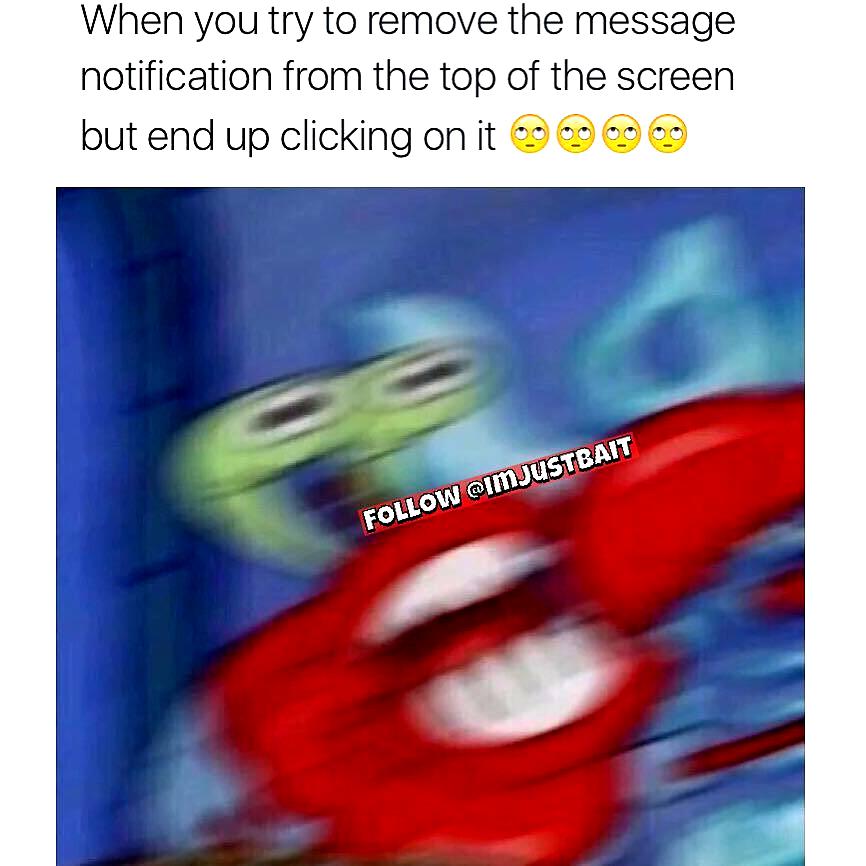 When you try to remove the message
notification from the top of the screen
but end up clicking on it 🙄🙄🙄🙄
FOLLOW @IMJUSTBAIT